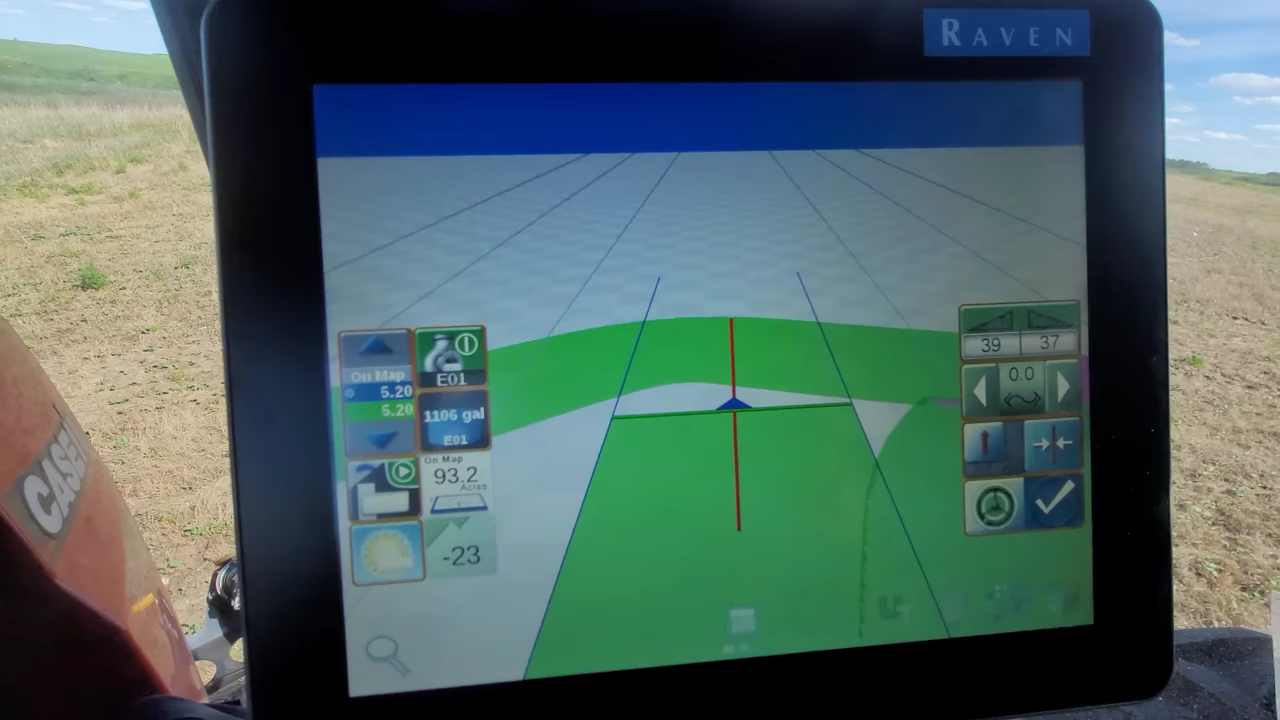 RAVEN
On Map
5.20
5.20
E01
1106 gal
E01
On Map
93.2
Acres
-23
39 37
0.0
CASE